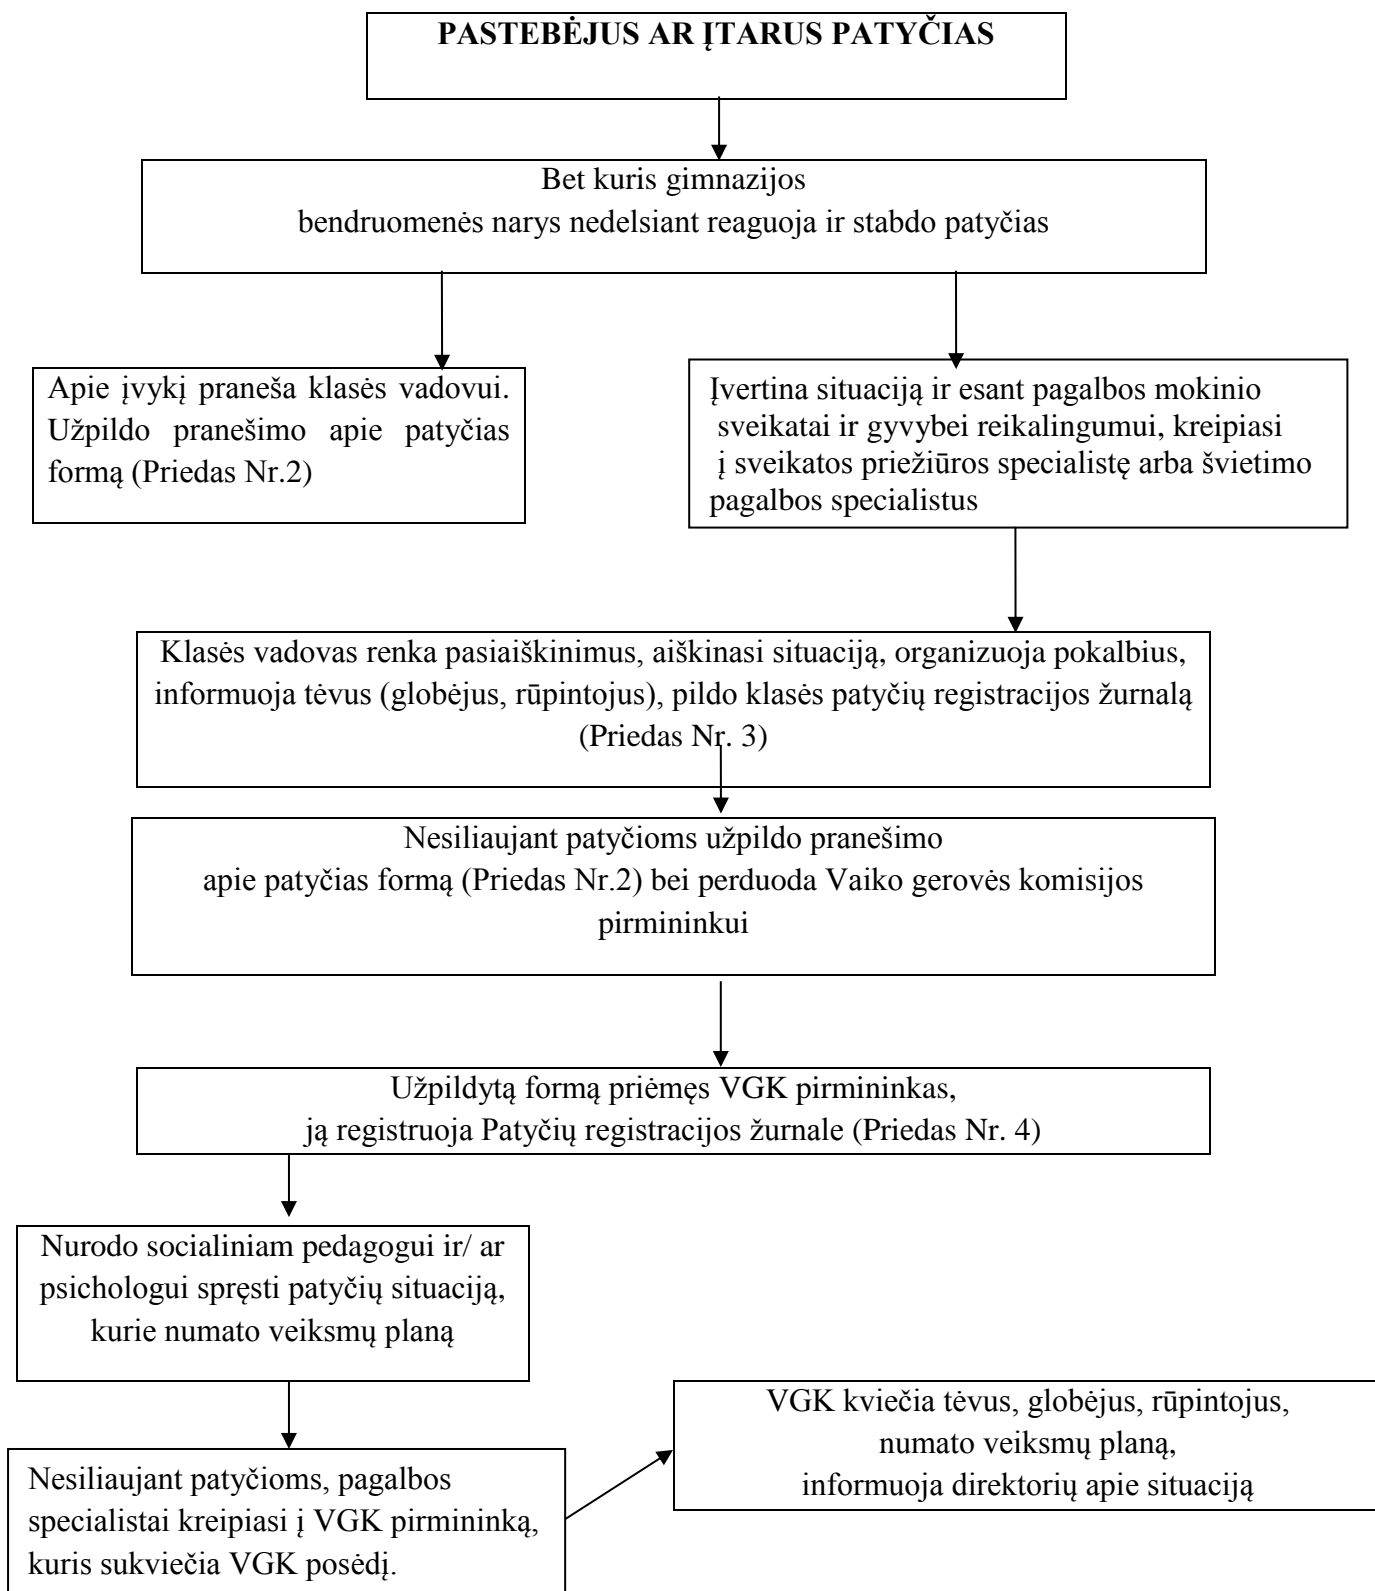 PASTEBĖJUS AR ĮTARUS PATYČIAS
Bet kuris gimnazijos
bendruomenės narys nedelsiant reaguoja ir stabdo patyčias
Apie įvykį praneša klasės vadovui.
Užpildo pranešimo apie patyčias
formą (Priedas Nr.2)
Įvertina situaciją ir esant pagalbos mokinio
sveikatai ir gyvybei reikalingumui, kreipiasi
į sveikatos priežiūros specialistę arba švietimo
pagalbos specialistus
Klasės vadovas renka pasiaiškinimus, aiškinasi situaciją, organizuoja pokalbius,
informuoja tėvus (globėjus, rūpintojus), pildo klasės patyčių registracijos žurnalą
(Priedas Nr. 3)
Nesiliaujant patyčioms užpildo pranešimo
apie patyčias formą (Priedas Nr.2) bei perduoda Vaiko gerovės komisijos
pirmininkui
Užpildytą formą priėmęs VGK pirmininkas,
ją registruoja Patyčių registracijos žurnale (Priedas Nr. 4)
Nurodo socialiniam pedagogui ir/ ar
psichologui spręsti patyčių situaciją,
kurie numato veiksmų planą
VGK kviečia tėvus, globėjus, rūpintojus,
numato veiksmų planą,
informuoja direktorių apie situaciją
Nesiliaujant patyčioms, pagalbos
specialistai kreipiasi į VGK pirmininką,
kuris sukviečia VGK posėdį.